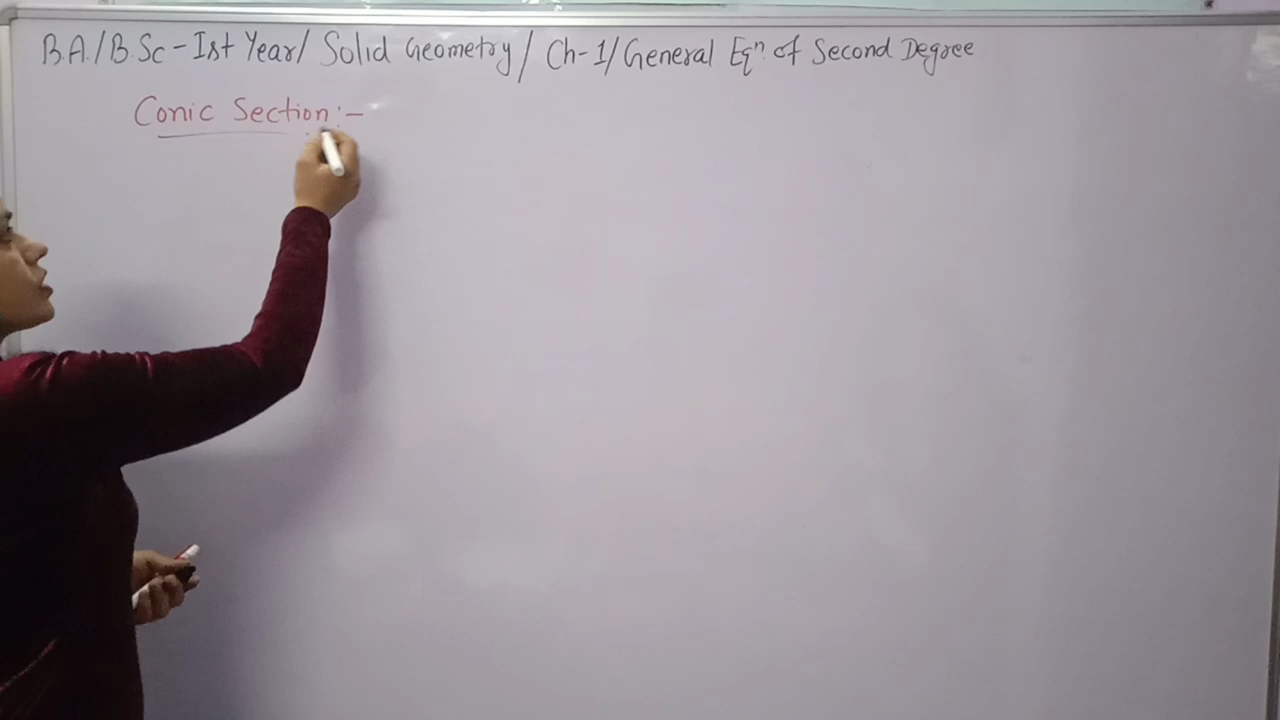 B.A./B.Sc-Ist Year/ Solid Geometry/ Ch-1/General Eqn. of Second Degree
Conic Section:-